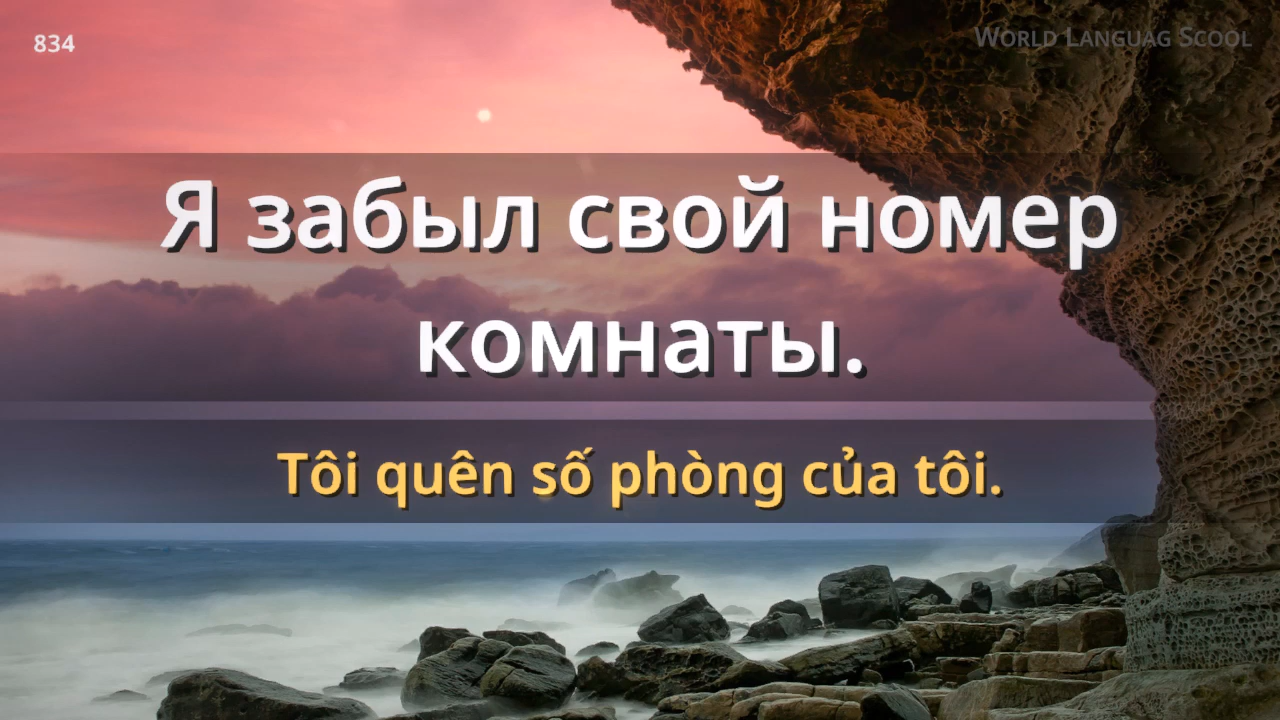 834
World Languag Scool
Я забыл свой номер
комнаты.
Tôi quên số phòng của tôi.